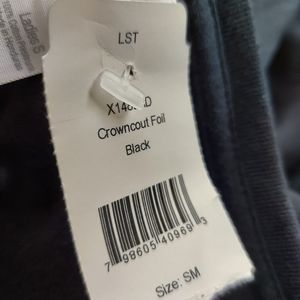 Ladies S
LST
Crowncout Foil
Black
7 98605 40969 3
Size: SM